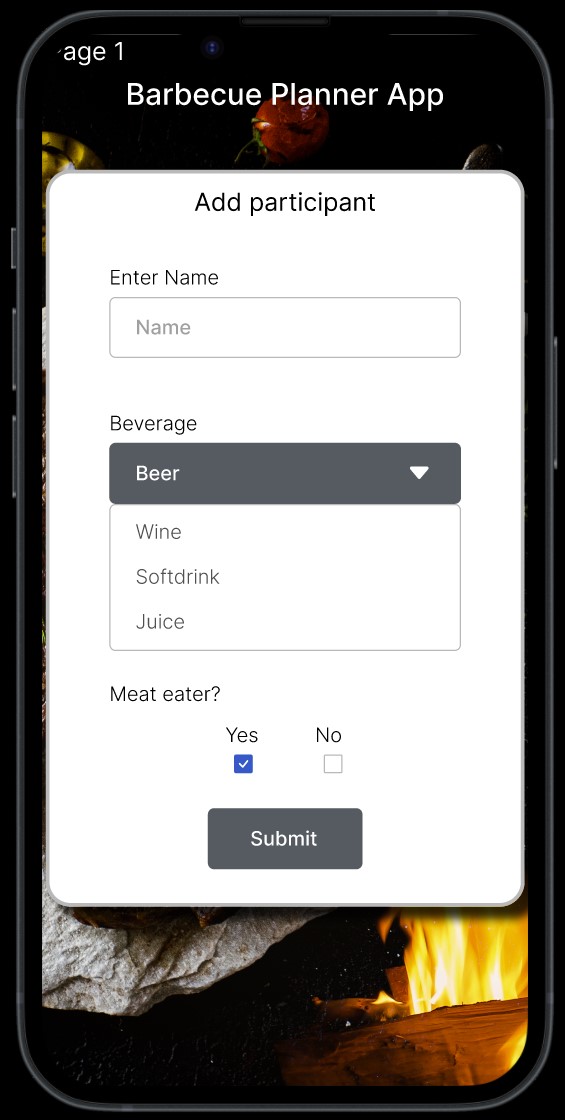 age 1
Barbecue Planner App
Add participant
Enter Name
Name
Beverage
Beer
Wine
Softdrink
Juice
Meat eater?
Yes No
Submit